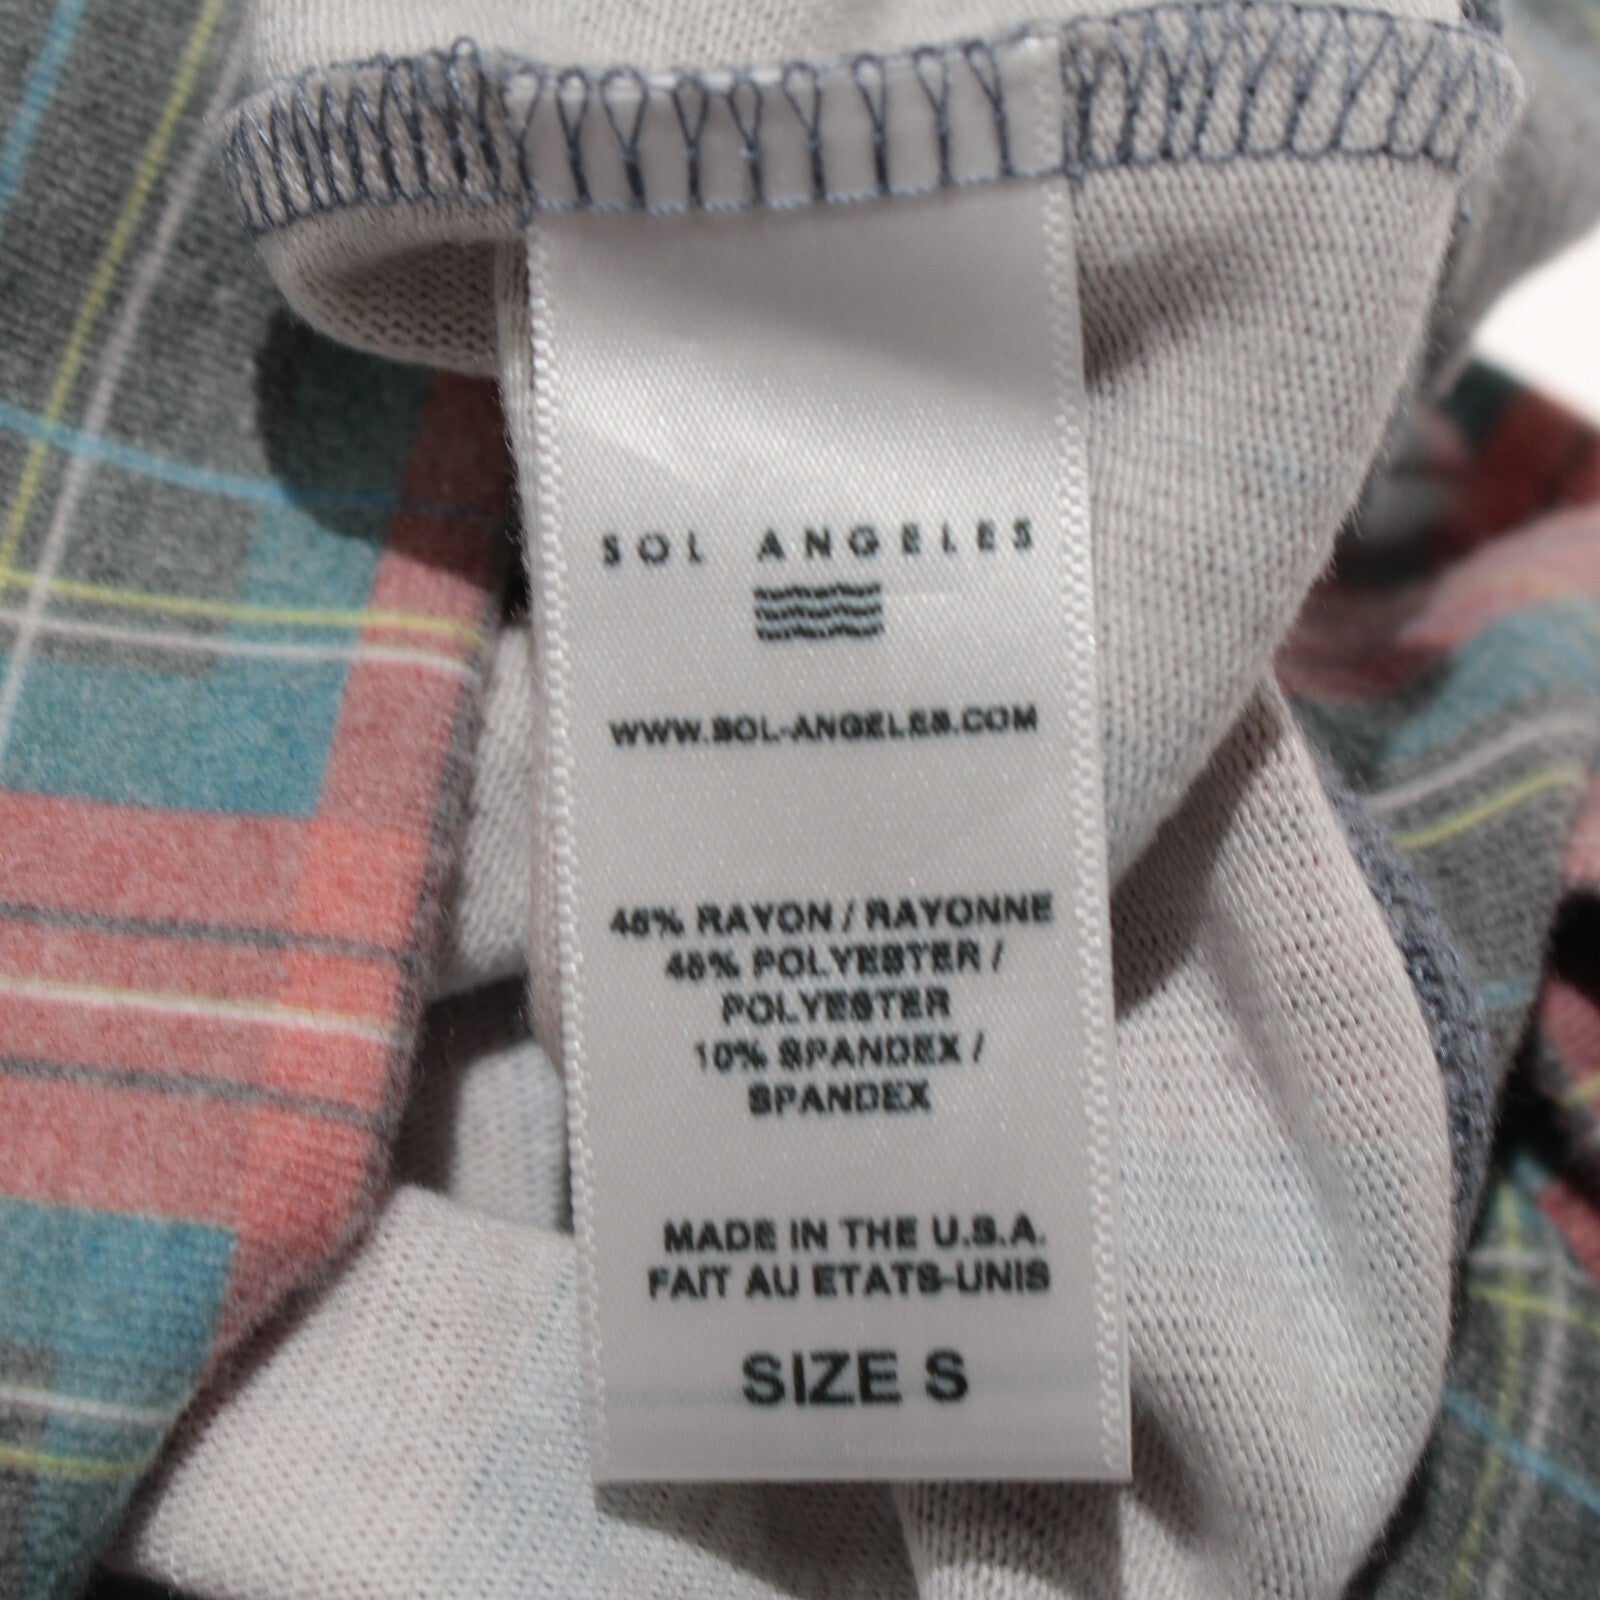 SOL ANGELES
WWW.SOL-ANGELES.COM
45% RAYON / RAYONNE
45% POLYESTER /
POLYESTER
10% SPANDEX /
SPANDEX
MADE IN THE U.S.A.
FAIT AU ETATS-UNIS
SIZE S